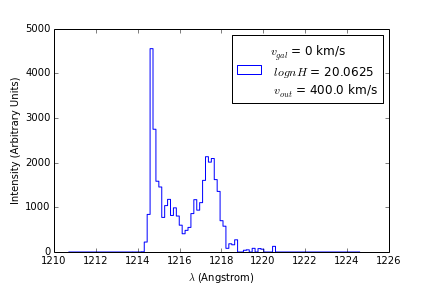 5000
v_gal = 0 km/s
lognH = 20.0625
v_out = 400.0 km/s
4000
3000
2000
1000
0
Intensity (Arbitrary Units)
1210 1212 1214 1216 1218 1220 1222 1224 1226
λ (Angstrom)